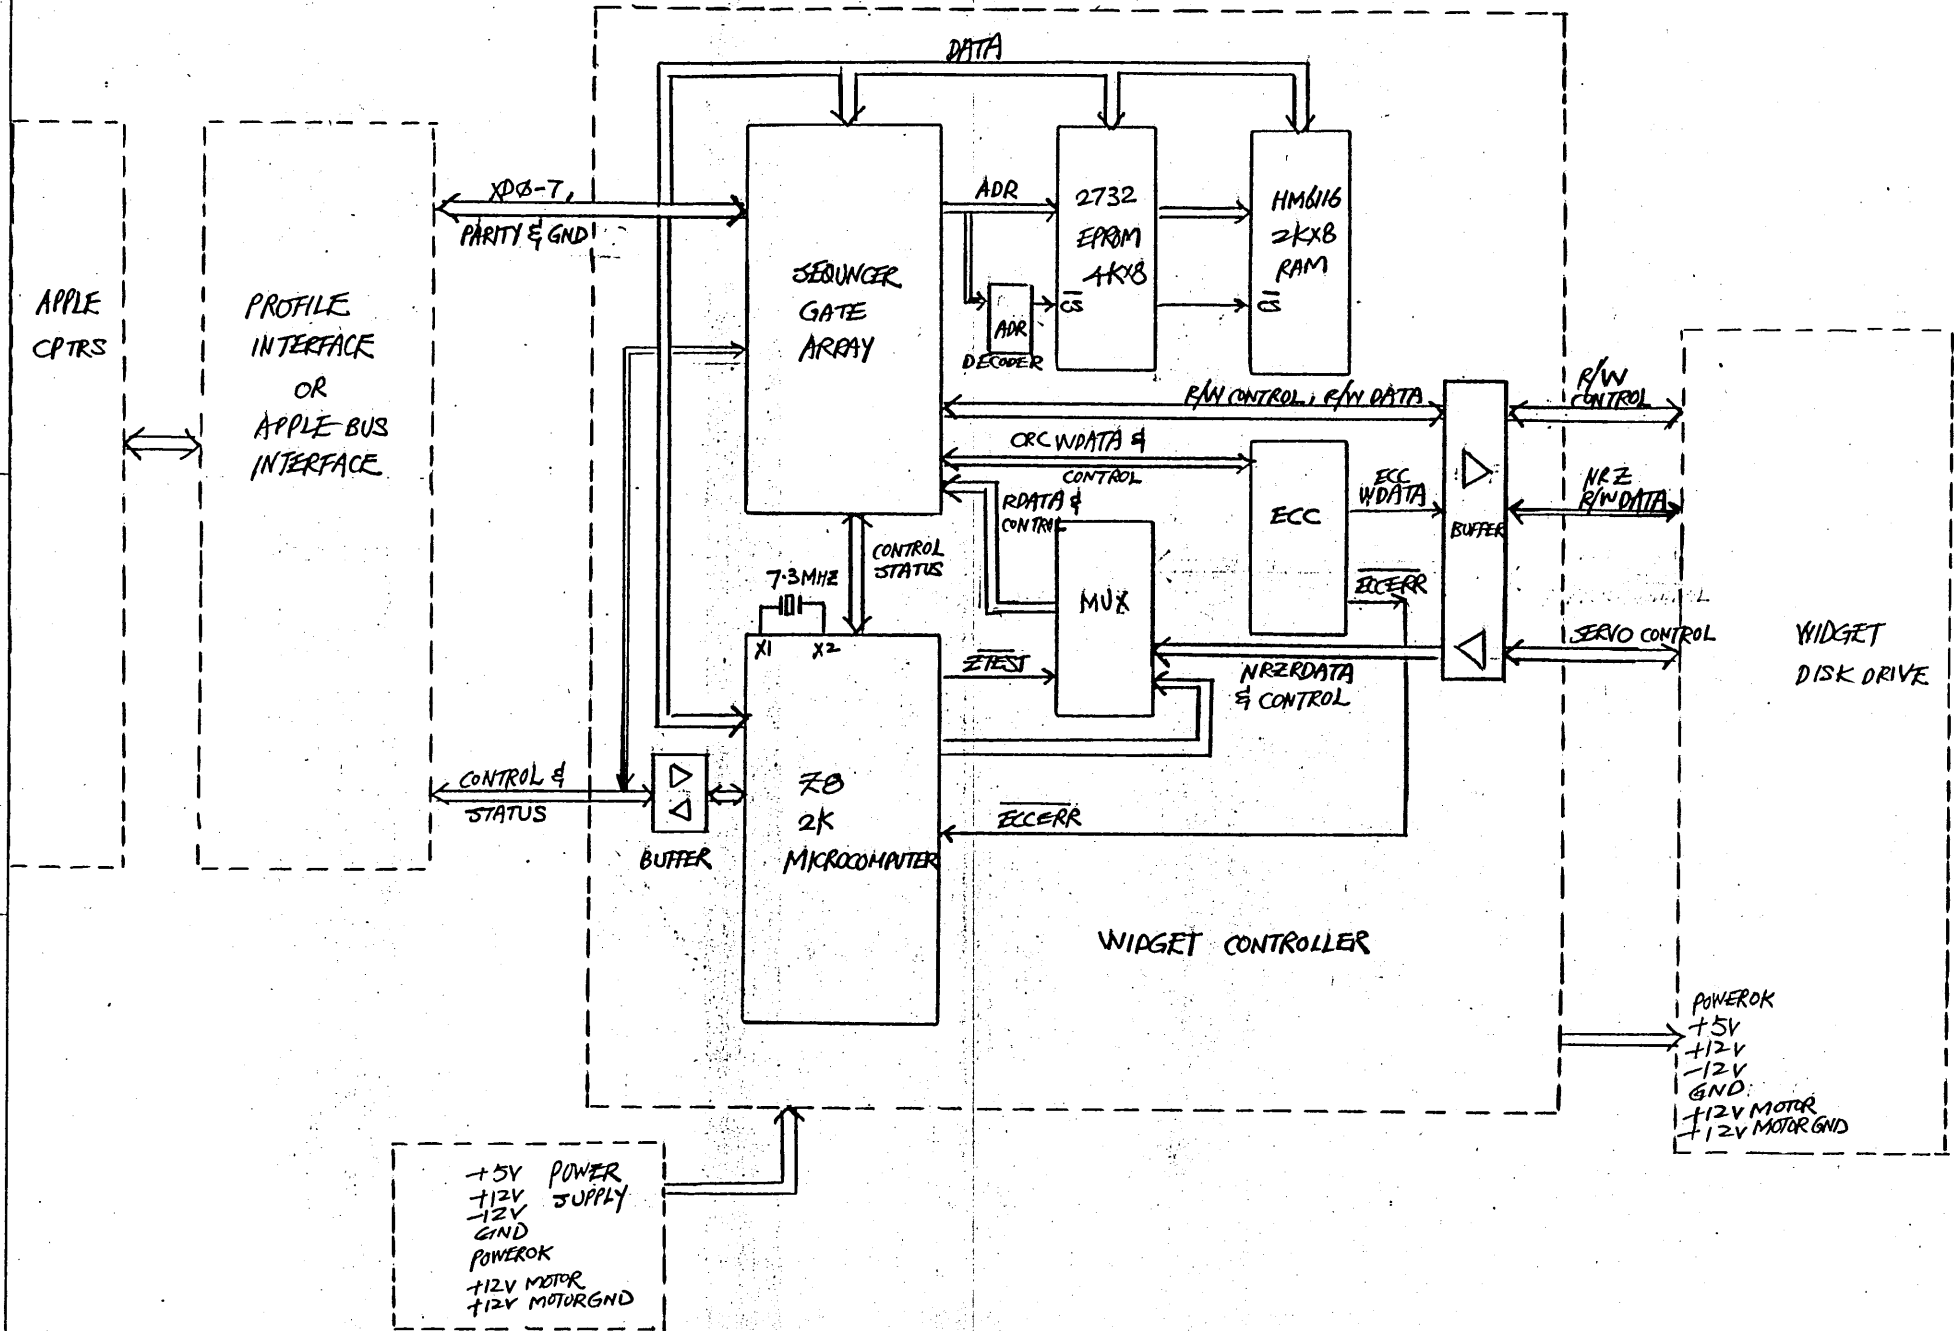 DATA
APPLE
CPTRS
PROFILE
INTERFACE
OR
APPLE BUS
INTERFACE
XDØ-7,
PARITY & GND
SEQUNCER
GATE
ARRAY
ADR
ADR
DECODER
2732
EPROM
4KX8
CS
HM6116
2KX8
RAM
CS
R/W CONTROL, R/W DATA
CRC WDATA &
CONTROL
RDATA &
CONTROL
ECC
ECC
WDATA
ECCERR
BUFFER
R/W
CONTROL
NRZ
R/W DATA
SERVO CONTROL
WIDGET
DISK DRIVE
CONTROL
STATUS
7.3MHZ
X1 X2
MUX
ZTEST
NRZRDATA
& CONTROL
CONTROL &
STATUS
BUFFER
Z8
2K
MICROCOMPUTER
ECCERR
WIDGET CONTROLLER
POWEROK
+5V
+12V
-12V
GND
+12V MOTOR
+12V MOTORGND
+5V POWER
+12V SUPPLY
-12V
GND
POWEROK
+12V MOTOR
+12V MOTORGND